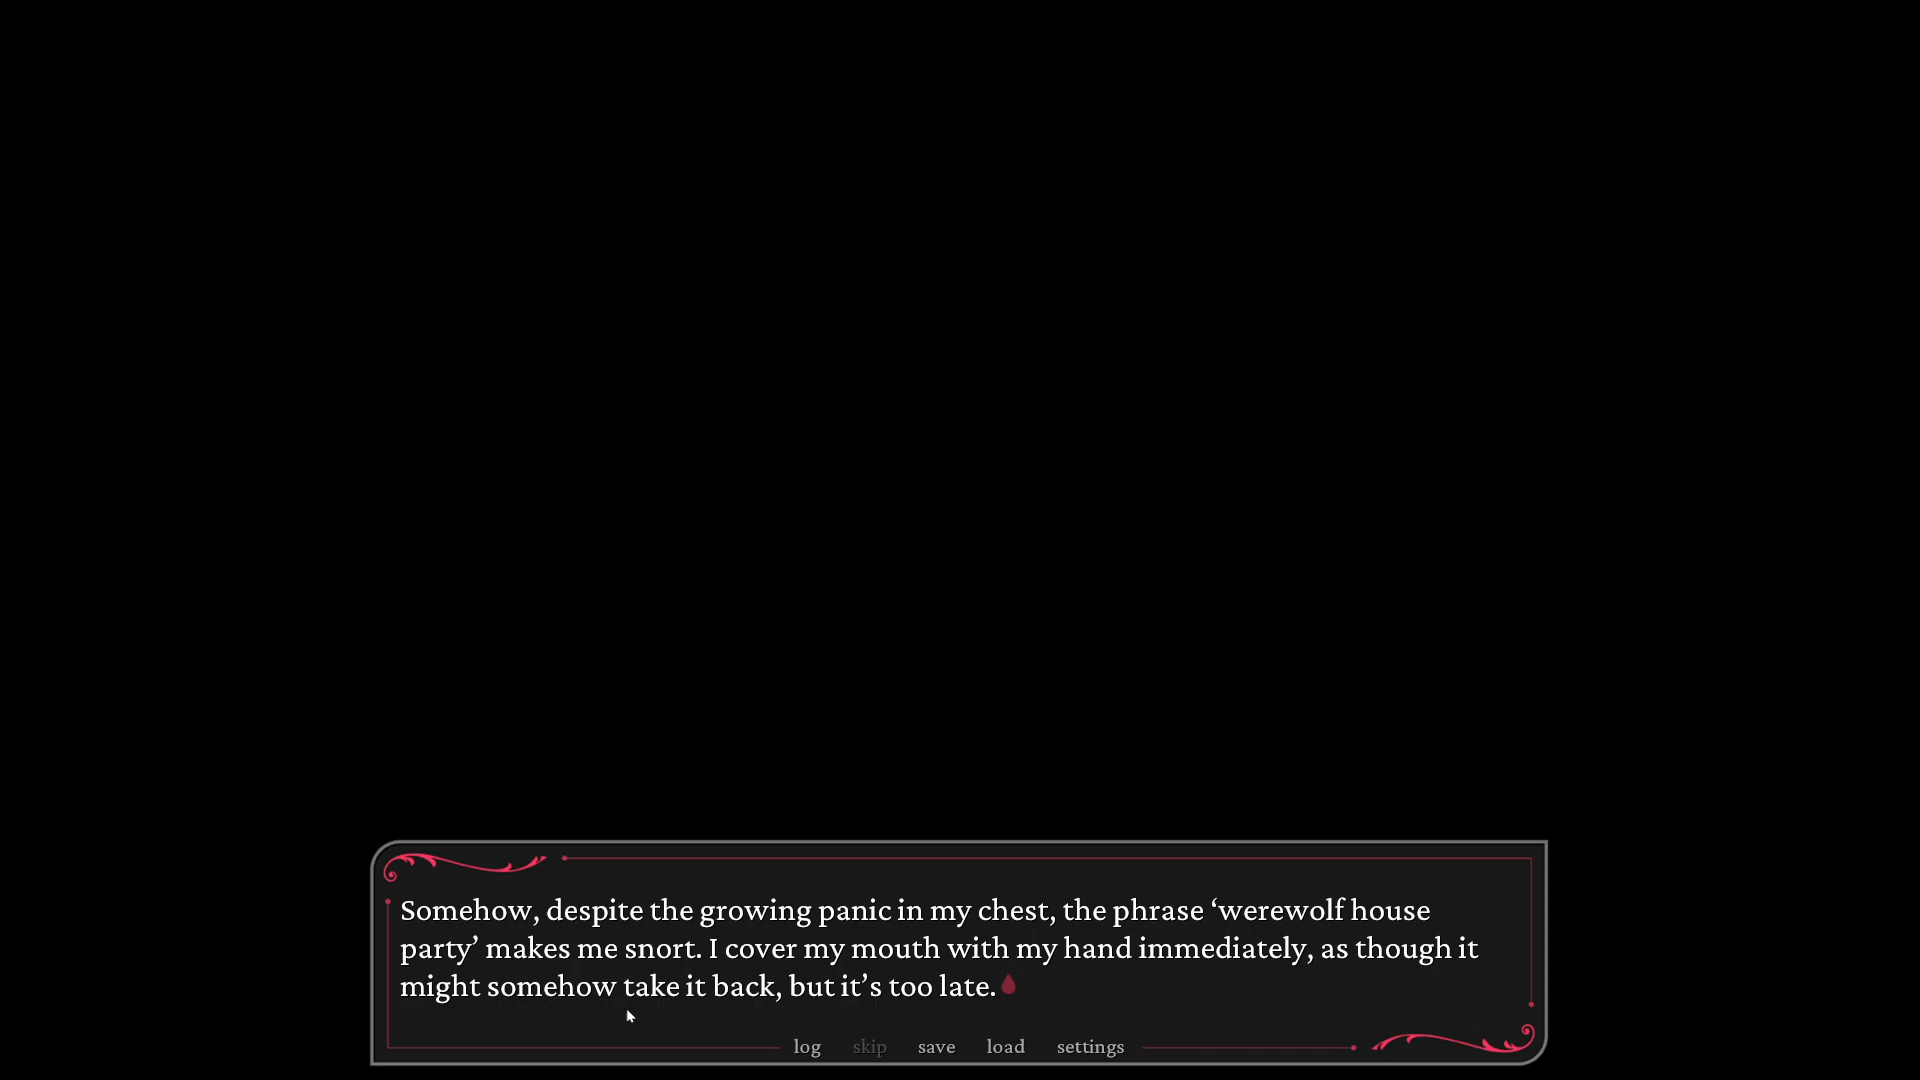 Somehow, despite the growing panic in my chest, the phrase ‘werewolf house
party’ makes me snort. I cover my mouth with my hand immediately, as though it
might somehow take it back, but it’s too late.
log skip save load settings